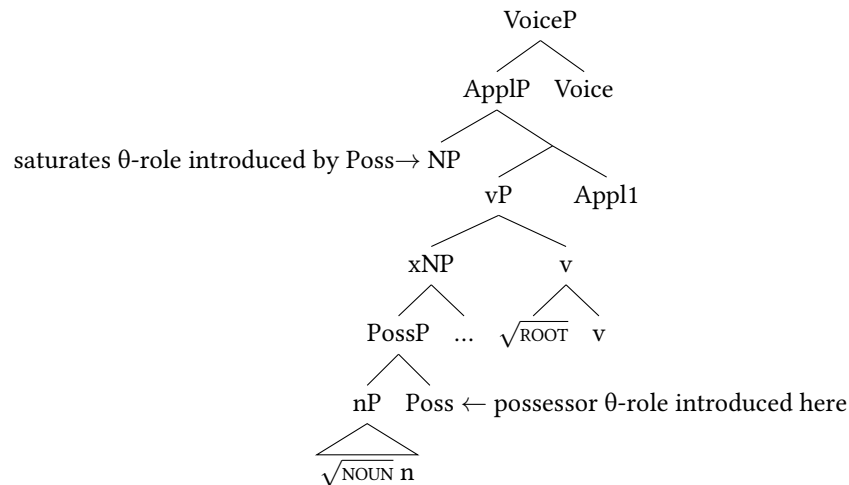 VoiceP
ApplP Voice
saturates θ-role introduced by Poss→ NP
vP Appl1
xNP v
PossP ... √ROOT v
nP Poss ← possessor θ-role introduced here
√NOUN n